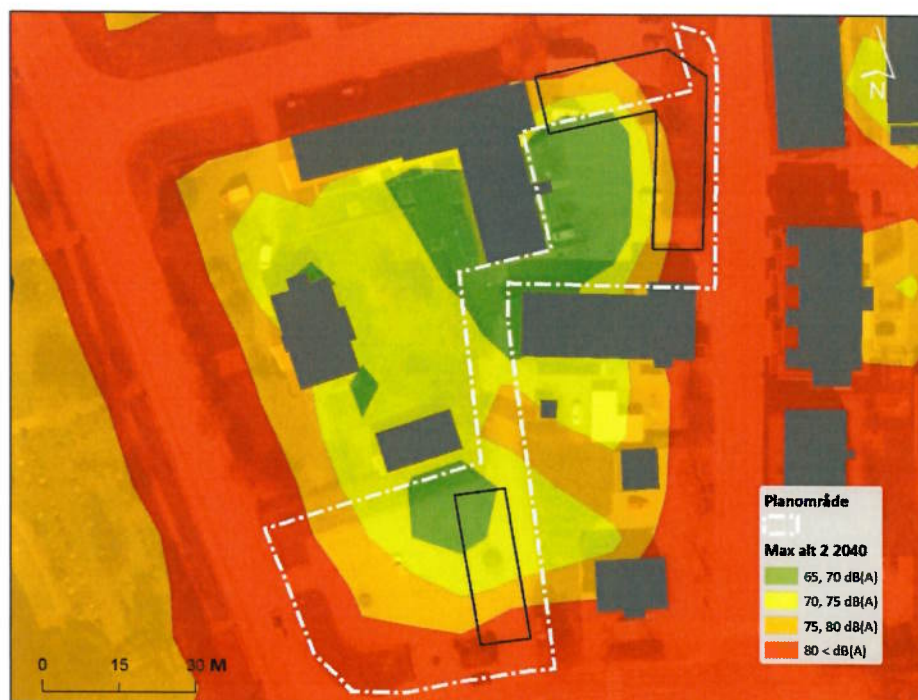 N
Planområde
Max alt 2 2040
65, 70 dB(A)
70, 75 dB(A)
75, 80 dB(A)
80 < dB(A)
0 15 30 M